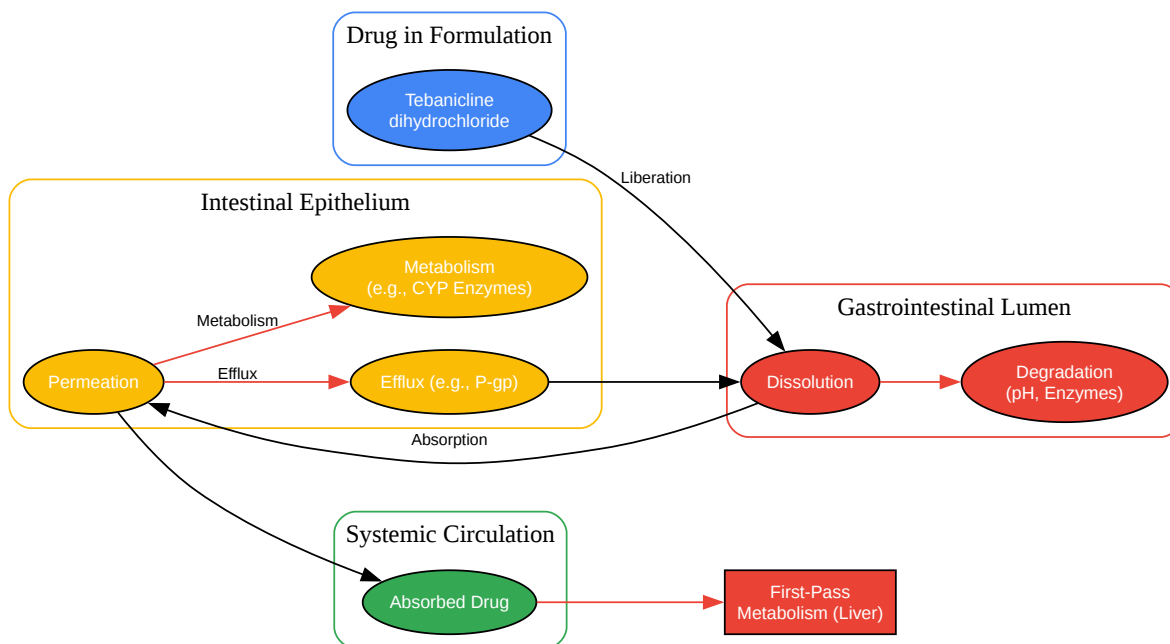 Drug in Formulation
Tebanicline
dihydrochloride
Liberation
Intestinal Epithelium
Metabolism
(e.g., CYP Enzymes)
Metabolism
Permeation
Efflux
Efflux (e.g., P-gp)
Absorption
Gastrointestinal Lumen
Dissolution
Degradation
(pH, Enzymes)
Systemic Circulation
Absorbed Drug
First-Pass
Metabolism (Liver)